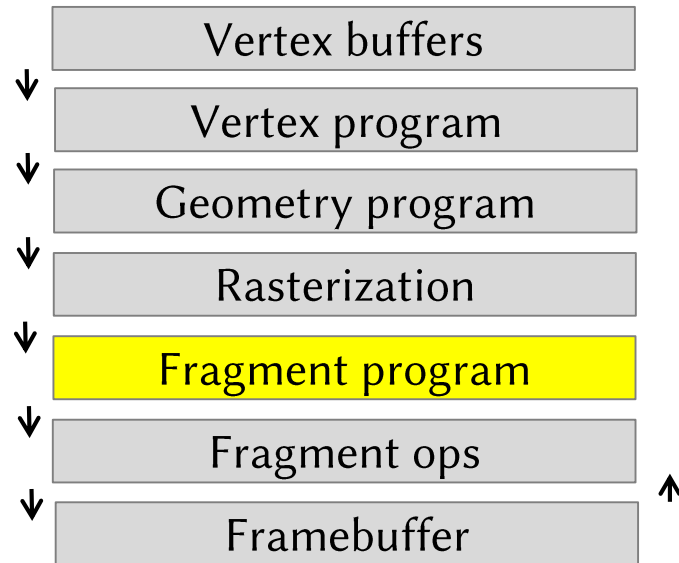 Vertex buffers
Vertex program
Geometry program
Rasterization
Fragment program
Fragment ops
Framebuffer